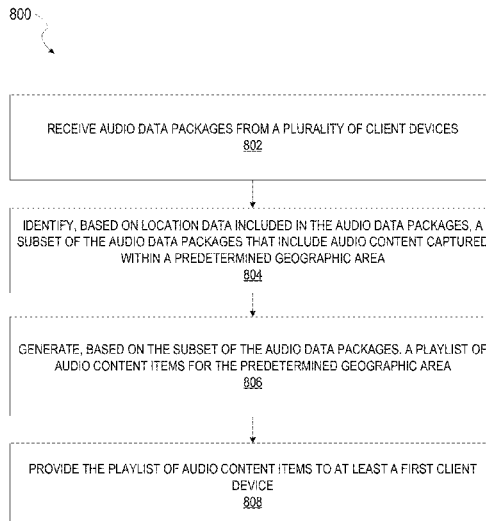 800
RECEIVE AUDIO DATA PACKAGES FROM A PLURALITY OF CLIENT DEVICES
802
IDENTIFY, BASED ON LOCATION DATA INCLUDED IN THE AUDIO DATA PACKAGES, A
SUBSET OF THE AUDIO DATA PACKAGES THAT INCLUDE AUDIO CONTENT CAPTURED
WITHIN A PREDETERMINED GEOGRAPHIC AREA
804
GENERATE, BASED ON THE SUBSET OF THE AUDIO DATA PACKAGES, A PLAYLIST OF
AUDIO CONTENT ITEMS FOR THE PREDETERMINED GEOGRAPHIC AREA
806
PROVIDE THE PLAYLIST OF AUDIO CONTENT ITEMS TO AT LEAST A FIRST CLIENT
DEVICE
808